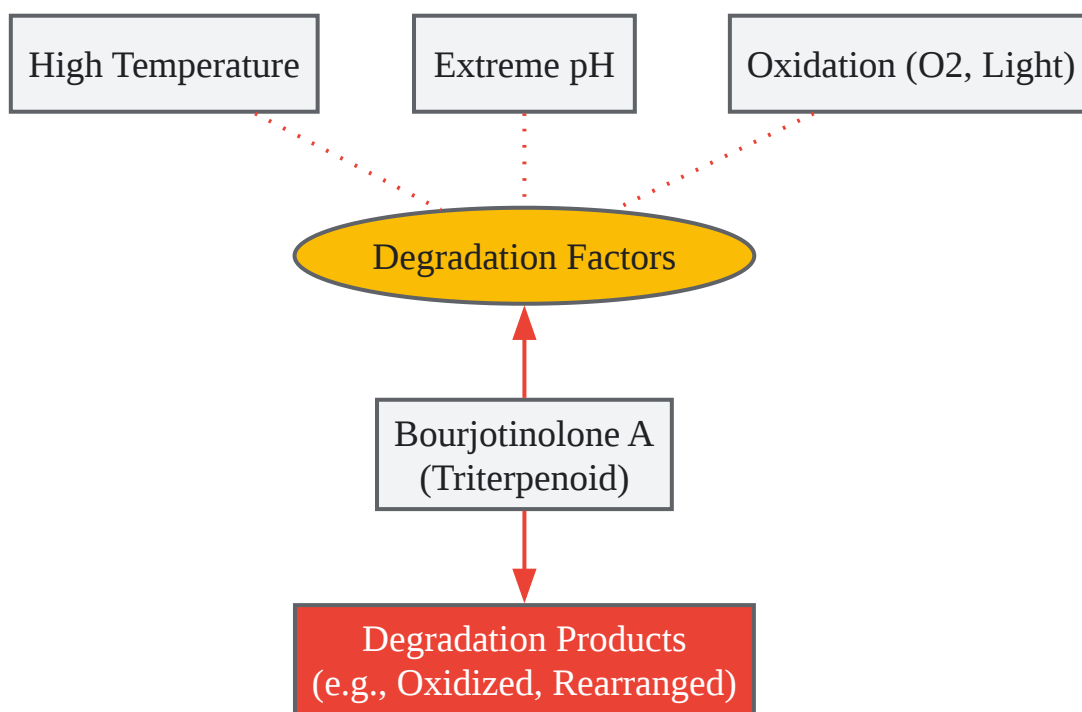 High Temperature
Extreme pH
Oxidation (O2, Light)
Degradation Factors
Bourjotinolone A
(Triterpenoid)
Degradation Products
(e.g., Oxidized, Rearranged)